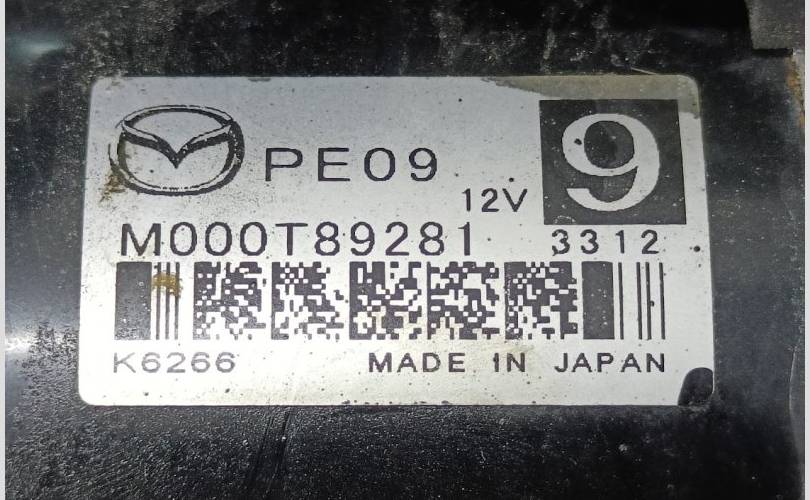 PE09
9
12V
M000T89281 3312
K6266 MADE IN JAPAN